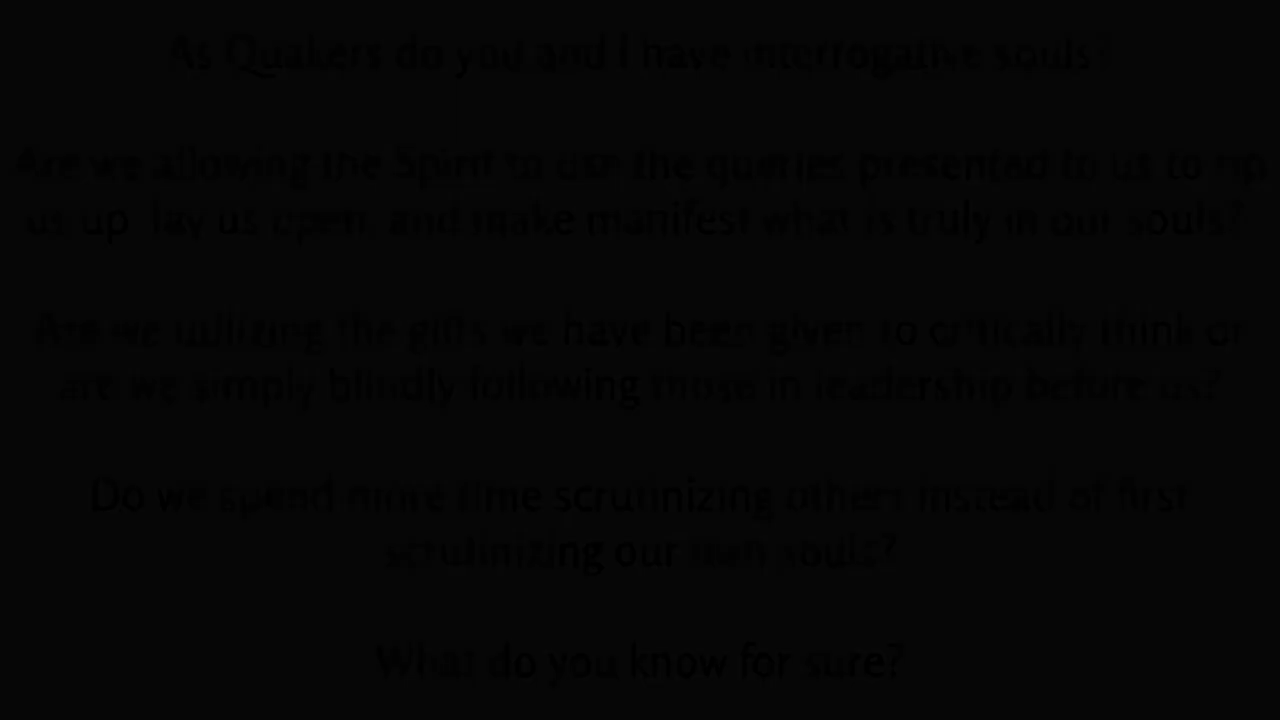 As Quakers do you and I have interrogative souls?
Are we allowing the Spirit to use the queries presented to us to rip
us up, lay us open, and make manifest what is truly in our souls?
Are we utilizing the gifts we have been given to critically think or
are we simply blindly following those in leadership before us?
Do we spend more time scrutinizing others instead of first
scrutinizing our own souls?
What do you know for sure?